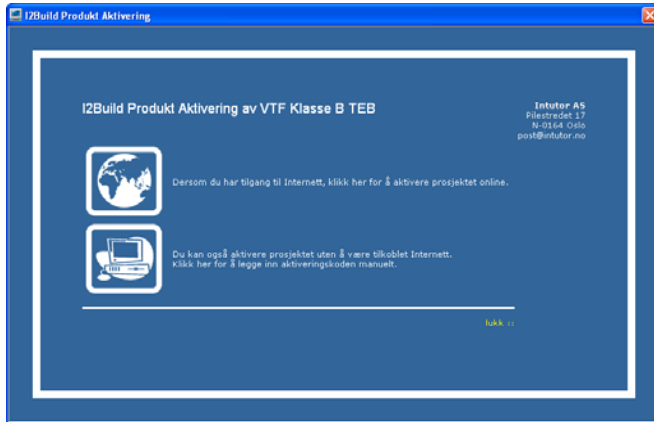 I2Build Produkt Aktivering
I2Build Produkt Aktivering av VTF Klasse B TEB
Intutor AS
Pilestredet 17
N-0164 Oslo
post@intutor.no
Dersom du har tilgang til Internett, klikk her for å aktivere prosjektet online.
Du kan også aktivere prosjektet uten å være tilkoblet Internett.
Klikk her for å legge inn aktiveringskoden manuelt.
lukk ::